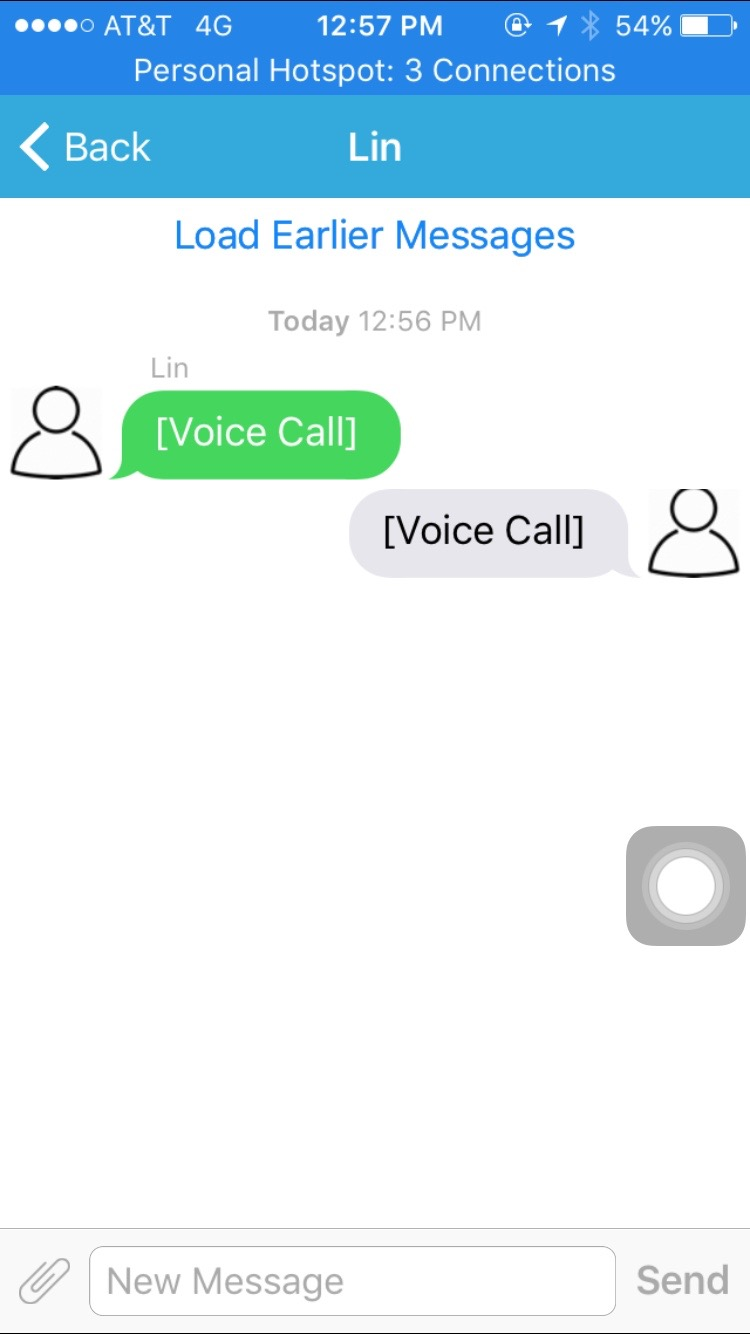 AT&T 4G 12:57 PM 54%
Personal Hotspot: 3 Connections
Back Lin
Load Earlier Messages
Today 12:56 PM
Lin
[Voice Call]
[Voice Call]
New Message Send